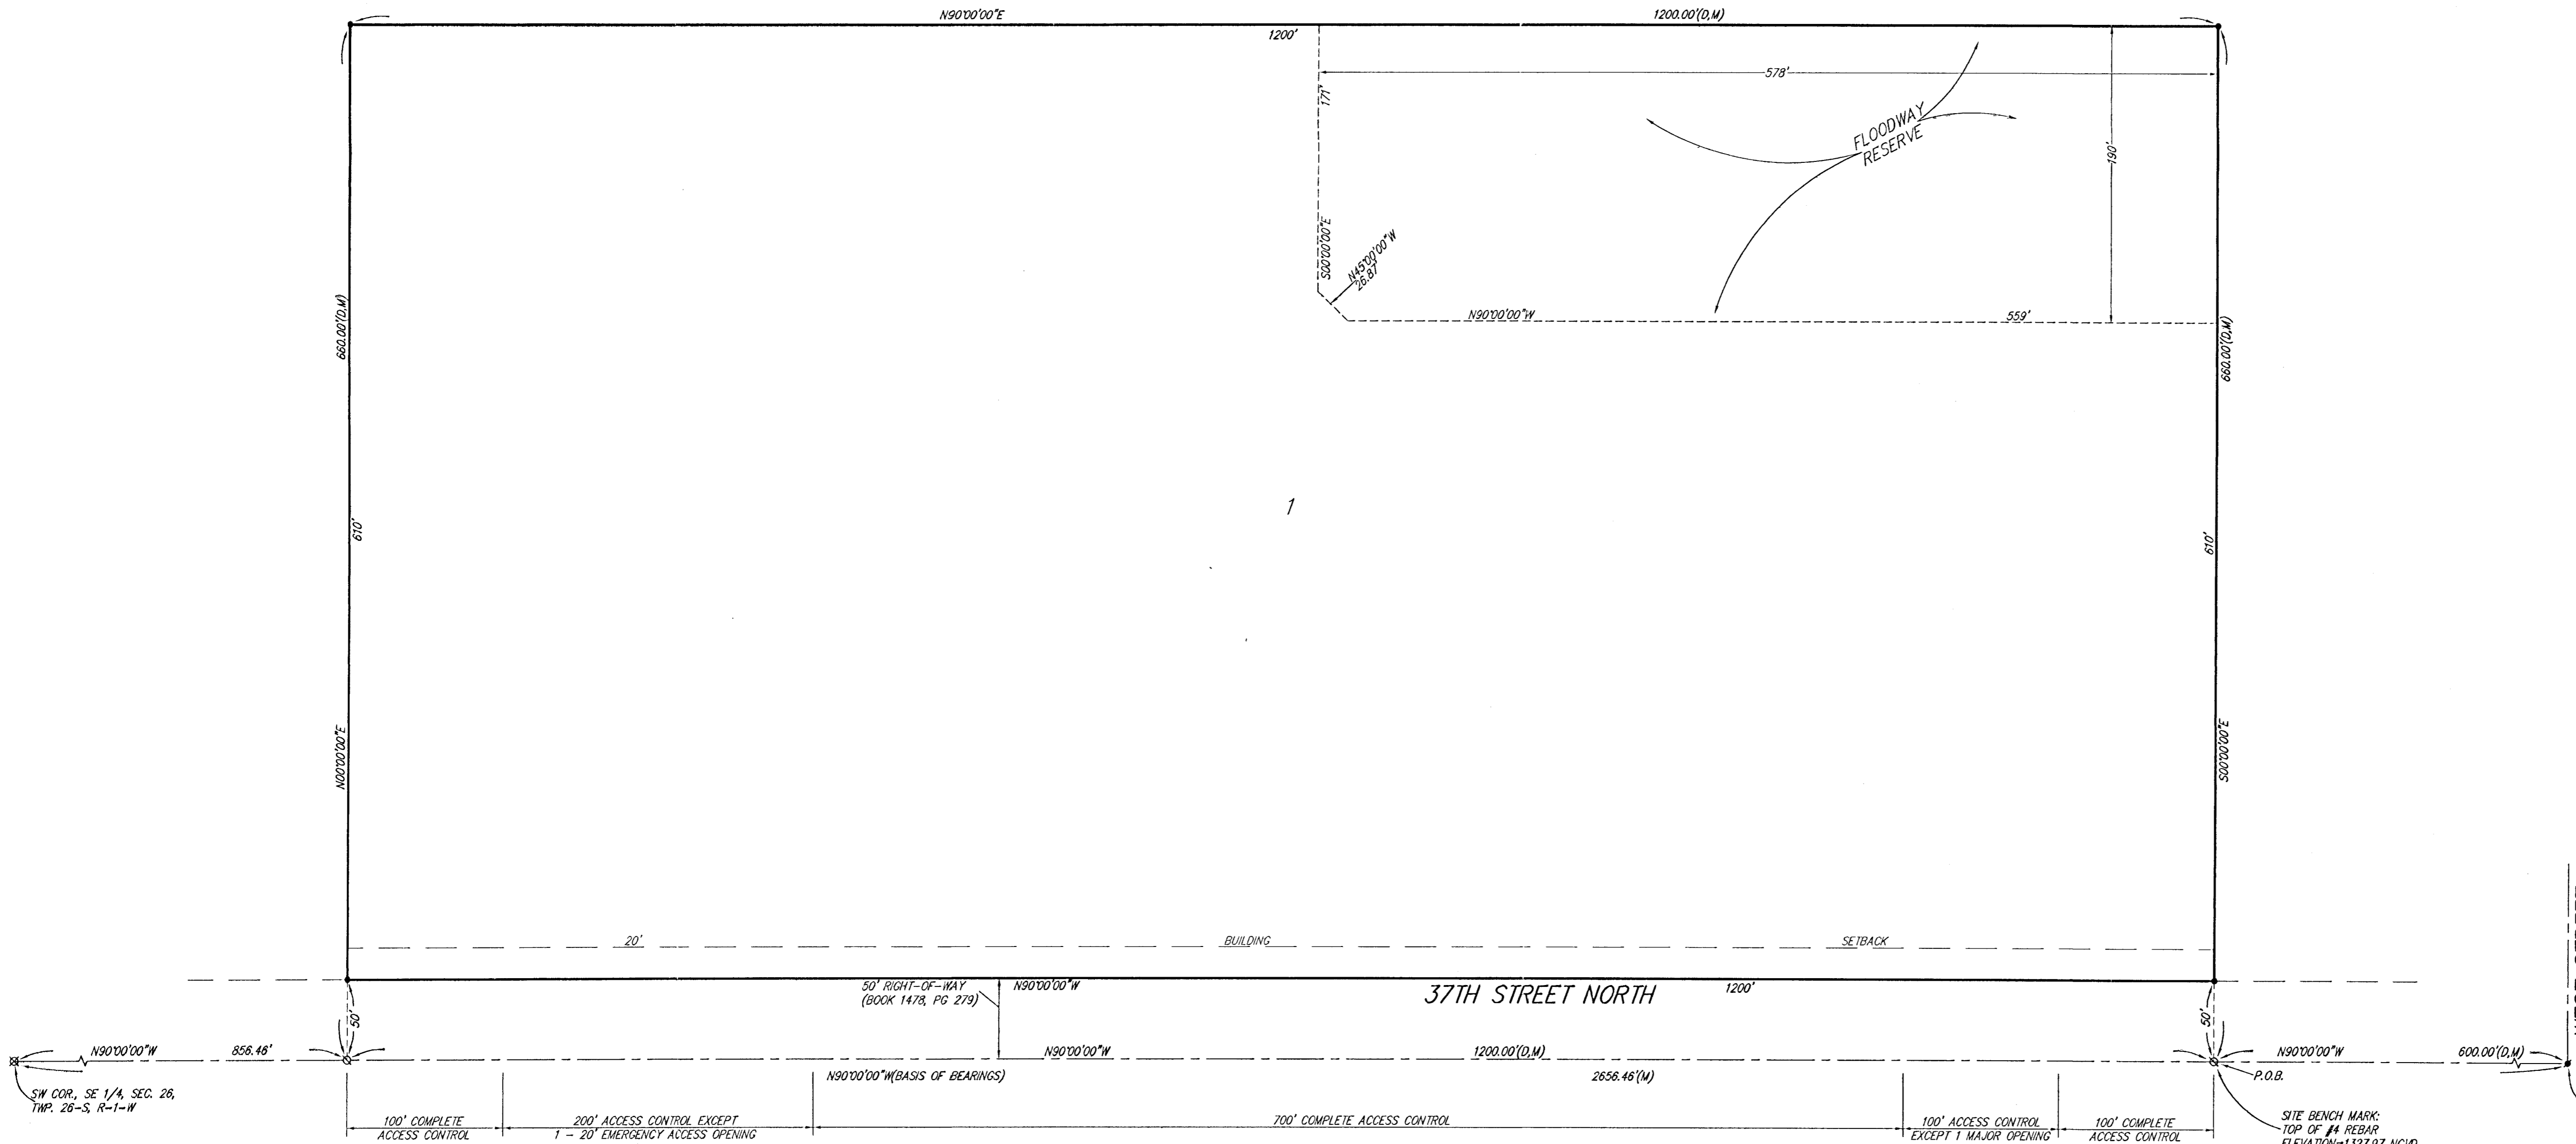 N90°00'00"E
1200.00'(D,M)
1200'
578'
171'
FLOODWAY
RESERVE
190'
S00°00'00"E
N45°00'00"W
26.87'
N90°00'00"W
559'
660.00'(D,M)
660.00'(D,M)
1
610'
610'
N00°00'00"E
S00°00'00"E
20'
BUILDING
SETBACK
50' RIGHT-OF-WAY
(BOOK 1478, PG 279)
N90°00'00"W
37TH STREET NORTH
1200'
50'
50'
N90°00'00"W
856.46'
N90°00'00"W
1200.00'(D,M)
N90°00'00"W
600.00'(D,M)
N90°00'00"W(BASIS OF BEARINGS)
2656.46'(M)
P.O.B.
SW COR., SE 1/4, SEC. 26,
TWP. 26-S, R-1-W
100' COMPLETE
ACCESS CONTROL
200' ACCESS CONTROL EXCEPT
1 - 20' EMERGENCY ACCESS OPENING
700' COMPLETE ACCESS CONTROL
100' ACCESS CONTROL
EXCEPT 1 MAJOR OPENING
100' COMPLETE
ACCESS CONTROL
SITE BENCH MARK:
TOP OF #4 REBAR
ELEVATION=1327.97 NGVD